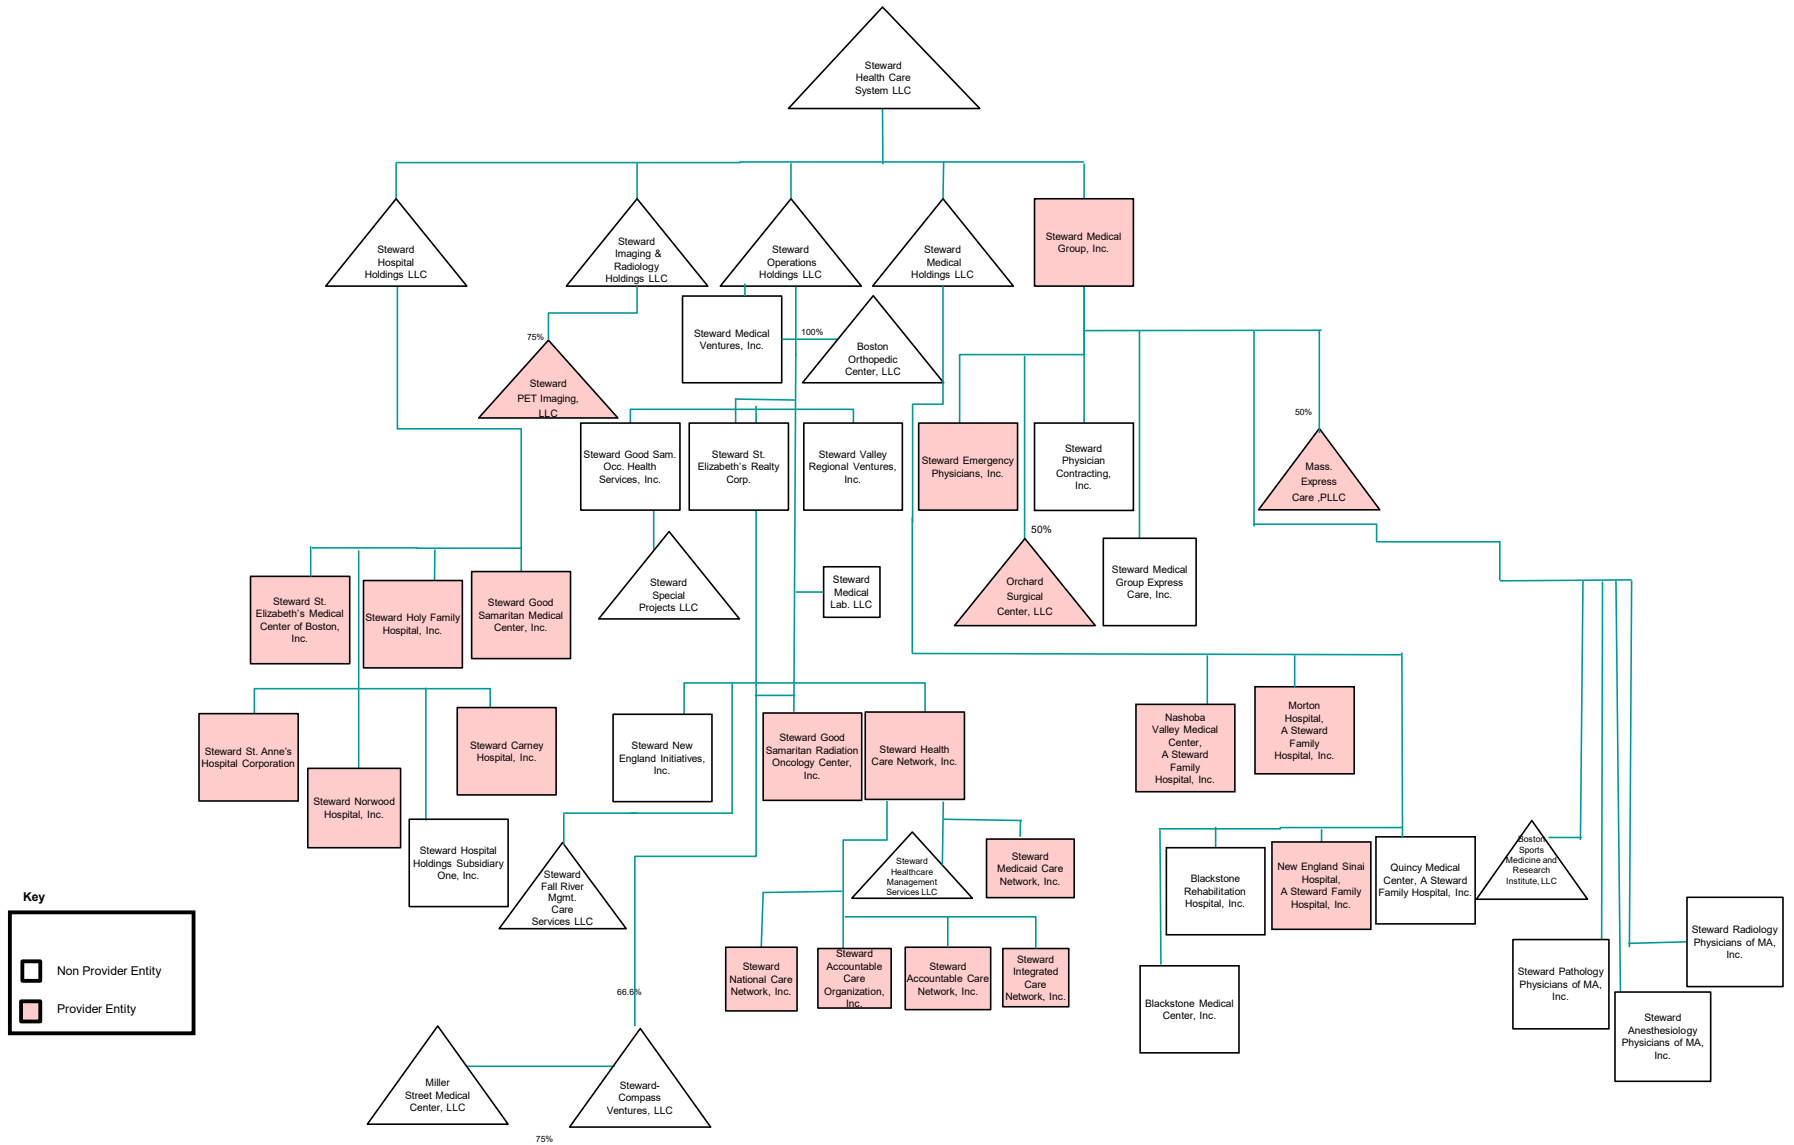 Steward
Health Care
System LLC
Steward
Hospital
Holdings LLC
Steward
Imaging &
Radiology
Holdings LLC
Steward
Operations
Holdings LLC
Steward
Medical
Holdings LLC
Steward Medical
Group, Inc.
75%
Steward
PET Imaging,
LLC
Steward Medical
Ventures, Inc.
100%
Boston
Orthopedic
Center, LLC
Steward Good Sam.
Occ. Health
Services, Inc.
Steward St.
Elizabeth's Realty
Corp.
Steward Valley
Regional Ventures,
Inc.
Steward Emergency
Physicians, Inc.
Steward
Physician
Contracting,
Inc.
50%
Mass.
Express
Care ,PLLC
Steward
Special
Projects LLC
Steward
Medical
Lab. LLC
50%
Orchard
Surgical
Center, LLC
Steward Medical
Group Express
Care, Inc.
Steward St.
Elizabeth's Medical
Center of Boston,
Inc.
Steward Holy Family
Hospital, Inc.
Steward Good
Samaritan Medical
Center, Inc.
Steward St. Anne's
Hospital Corporation
Steward Norwood
Hospital, Inc.
Steward Carney
Hospital, Inc.
Steward Hospital
Holdings Subsidiary
One, Inc.
Steward New
England Initiatives,
Inc.
Steward Good
Samaritan Radiation
Oncology Center,
Inc.
Steward Health
Care Network, Inc.
Nashoba
Valley Medical
Center,
A Steward
Family
Hospital, Inc.
Morton
Hospital,
A Steward
Family
Hospital, Inc.
Steward
Fall River
Mgmt.
Care
Services LLC
Steward
Healthcare
Management
Services LLC
Steward
Medicaid Care
Network, Inc.
Blackstone
Rehabilitation
Hospital, Inc.
New England Sinai
Hospital,
A Steward Family
Hospital, Inc.
Quincy Medical
Center, A Steward
Family Hospital, Inc.
Boston
Sports
Medicine and
Research
Institute, LLC
Steward
National Care
Network, Inc.
Steward
Accountable
Care
Organization,
Inc.
Steward
Accountable Care
Network, Inc.
Steward
Integrated
Care
Network, Inc.
Blackstone Medical
Center, Inc.
Steward Pathology
Physicians of MA,
Inc.
Steward Radiology
Physicians of MA,
Inc.
Steward
Anesthesiology
Physicians of MA,
Inc.
Key
Non Provider Entity
Provider Entity
66.6%
Miller
Street Medical
Center, LLC
Steward-
Compass
Ventures, LLC
75%